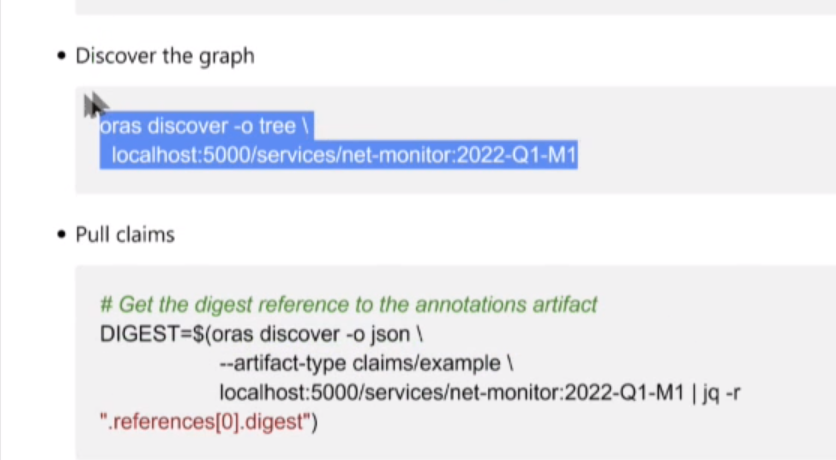 • Discover the graph
oras discover -o tree \
localhost:5000/services/net-monitor:2022-Q1-M1
• Pull claims
# Get the digest reference to the annotations artifact
DIGEST=$(oras discover -o json \
--artifact-type claims/example \
localhost:5000/services/net-monitor:2022-Q1-M1 | jq -r
".references[0].digest")